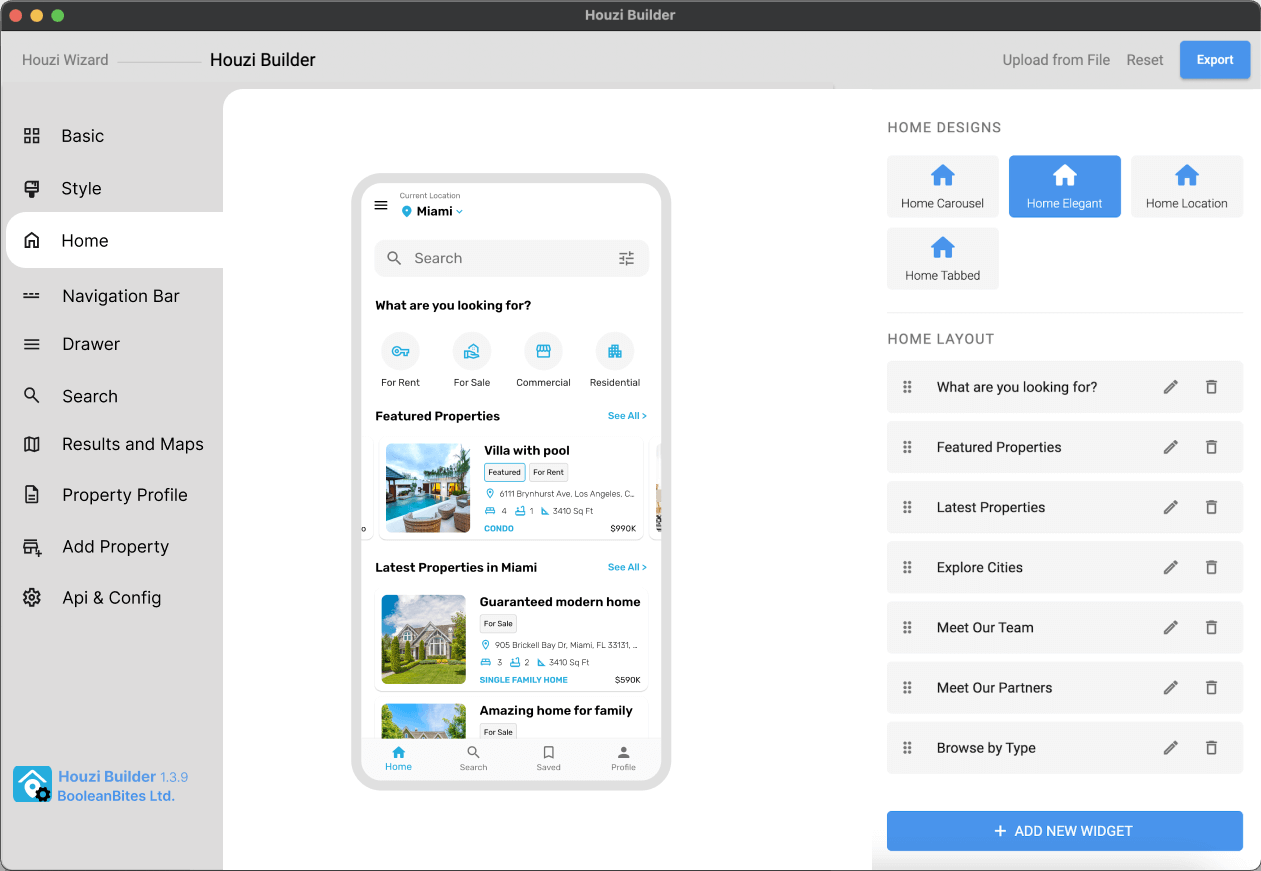 Houzi Builder
Houzi Wizard
Houzi Builder
Upload from File
Reset
Export
Basic
Style
Home
Navigation Bar
Drawer
Search
Results and Maps
Property Profile
Add Property
Api & Config
Houzi Builder 1.3.9
BooleanBites Ltd.
Current Location
Miami
Search
What are you looking for?
For Rent
For Sale
Commercial
Residential
Featured Properties
See All >
Villa with pool
Featured
For Rent
6111 Brynhurst Ave, Los Angeles, C...
4 1 3410 Sq Ft
CONDO
$990K
Latest Properties in Miami
See All >
Guaranteed modern home
For Sale
905 Brickell Bay Dr, Miami, FL 33131, ...
3 2 3410 Sq Ft
SINGLE FAMILY HOME
$590K
Amazing home for family
For Sale
Home
Search
Saved
Profile
HOME DESIGNS
Home Carousel
Home Elegant
Home Location
Home Tabbed
HOME LAYOUT
What are you looking for?
Featured Properties
Latest Properties
Explore Cities
Meet Our Team
Meet Our Partners
Browse by Type
+ ADD NEW WIDGET